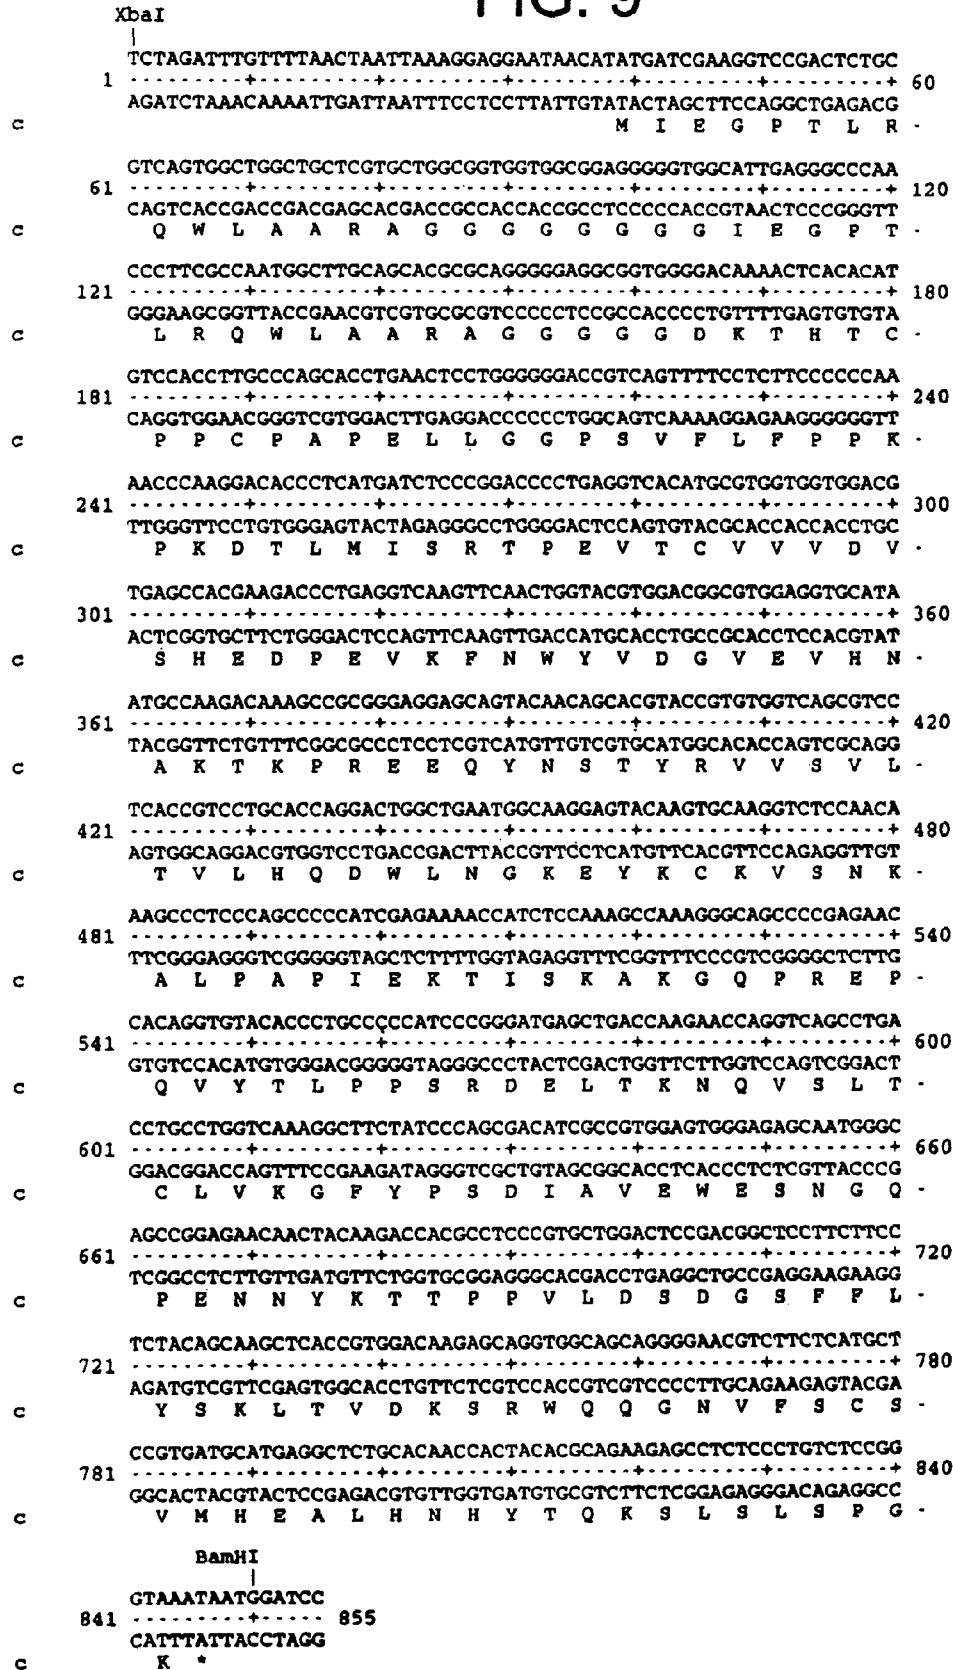 FIG. 9
XbaI
|
TCTAGATTTGTTTTAACTAATTAAAGGAGGAATAACATATGATCGAAGGTCCGACTCTGC
1 ---------+---------+---------+---------+---------+---------+ 60
AGATCTAAACAAAATTGATTAATTTCCTCCTTATTGTATACTAGCTTCCAGGCTGAGACG
c M I E G P T L R -
GTCAGTGGCTGGCTGCTCGTGCTGGCGGTGGTGGCGGAGGGGGTGGCATTGAGGGCCCAA
61 ---------+---------+---------+---------+---------+---------+ 120
CAGTCACCGACCGACGAGCACGACCGCCACCACCGCCTCCCCCACCGTAACTCCCGGGTT
c Q W L A A R A G G G G G G G G I E G P T -
CCCTTCGCCAATGGCTTGCAGCACGCGCAGGGGGAGGCGGTGGGGACAAAACTCACACAT
121 ---------+---------+---------+---------+---------+---------+ 180
GGGAAGCGGTTACCGAACGTCGTGCGCGTCCCCCTCCGCCACCCCTGTTTTGAGTGTGTA
c L R Q W L A A R A G G G G G D K T H T C -
GTCCACCTTGCCCAGCACCTGAACTCCTGGGGGGACCGTCAGTTTTCCTCTTCCCCCCAA
181 ---------+---------+---------+---------+---------+---------+ 240
CAGGTGGAACGGGTCGTGGACTTGAGGACCCCCCTGGCAGTCAAAAGGAGAAGGGGGGTT
c P P C P A P E L L G G P S V F L F P P K -
AACCCAAGGACACCCTCATGATCTCCCGGACCCCTGAGGTCACATGCGTGGTGGTGGACG
241 ---------+---------+---------+---------+---------+---------+ 300
TTGGGTTCCTGTGGGAGTACTAGAGGGCCTGGGGACTCCAGTGTACGCACCACCACCTGC
c P K D T L M I S R T P E V T C V V V D V -
TGAGCCACGAAGACCCTGAGGTCAAGTTCAACTGGTACGTGGACGGCGTGGAGGTGCATA
301 ---------+---------+---------+---------+---------+---------+ 360
ACTCGGTGCTTCTGGGACTCCAGTTCAAGTTGACCATGCACCTGCCGCACCTCCACGTAT
c S H E D P E V K F N W Y V D G V E V H N -
ATGCCAAGACAAAGCCGCGGGAGGAGCAGTACAACAGCACGTACCGTGTGGTCAGCGTCC
361 ---------+---------+---------+---------+---------+---------+ 420
TACGGTTCTGTTTCGGCGCCCTCCTCGTCATGTTGTCGTGCATGGCACACCAGTCGCAGG
c A K T K P R E E Q Y N S T Y R V V S V L -
TCACCGTCCTGCACCAGGACTGGCTGAATGGCAAGGAGTACAAGTGCAAGGTCTCCAACA
421 ---------+---------+---------+---------+---------+---------+ 480
AGTGGCAGGACGTGGTCCTGACCGACTTACCGTTCCTCATGTTCACGTTCCAGAGGTTGT
c T V L H Q D W L N G K E Y K C K V S N K -
AAGCCCTCCCAGCCCCCATCGAGAAAACCATCTCCAAAGCCAAAGGGCAGCCCCGAGAAC
481 ---------+---------+---------+---------+---------+---------+ 540
TTCGGGAGGGTCGGGGGTAGCTCTTTTGGTAGAGGTTTCGGTTTCCCGTCGGGGCTCTTG
c A L P A P I E K T I S K A K G Q P R E P -
CACAGGTGTACACCCTGCCCCCATCCCGGGATGAGCTGACCAAGAACCAGGTCAGCCTGA
541 ---------+---------+---------+---------+---------+---------+ 600
GTGTCCACATGTGGGACGGGGGTAGGGCCCTACTCGACTGGTTCTTGGTCCAGTCGGACT
c Q V Y T L P P S R D E L T K N Q V S L T -
CCTGCCTGGTCAAAGGCTTCTATCCCAGCGACATCGCCGTGGAGTGGGAGAGCAATGGGC
601 ---------+---------+---------+---------+---------+---------+ 660
GGACGGACCAGTTTCCGAAGATAGGGTCGCTGTAGCGGCACCTCACCCTCTCGTTACCCG
c C L V K G F Y P S D I A V E W E S N G Q -
AGCCGGAGAACAACTACAAGACCACGCCTCCCGTGCTGGACTCCGACGGCTCCTTCTTCC
661 ---------+---------+---------+---------+---------+---------+ 720
TCGGCCTCTTGTTGATGTTCTGGTGCGGAGGGCACGACCTGAGGCTGCCGAGGAAGAAGG
c P E N N Y K T T P P V L D S D G S F F L -
TCTACAGCAAGCTCACCGTGGACAAGAGCAGGTGGCAGCAGGGGAACGTCTTCTCATGCT
721 ---------+---------+---------+---------+---------+---------+ 780
AGATGTCGTTCGAGTGGCACCTGTTCTCGTCCACCGTCGTCCCCTTGCAGAAGAGTACGA
c Y S K L T V D K S R W Q Q G N V F S C S -
CCGTGATGCATGAGGCTCTGCACAACCACTACACGCAGAAGAGCCTCTCCCTGTCTCCGG
781 ---------+---------+---------+---------+---------+---------+ 840
GGCACTACGTACTCCGAGACGTGTTGGTGATGTGCGTCTTCTCGGAGAGGGACAGAGGCC
c V M H E A L H N H Y T Q K S L S L S P G -
BamHI
|
GTAAATAATGGATCC
841 ---------+----- 855
CATTTATTACCTAGG
c K *